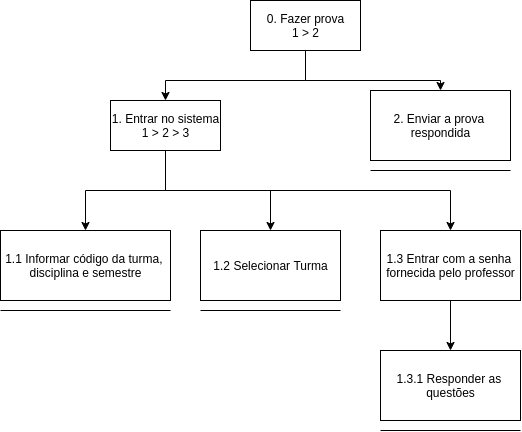 0. Fazer prova
1 > 2
1. Entrar no sistema
1 > 2 > 3
2. Enviar a prova
respondida
1.1 Informar código da turma,
disciplina e semestre
1.2 Selecionar Turma
1.3 Entrar com a senha
fornecida pelo professor
1.3.1 Responder as
questões